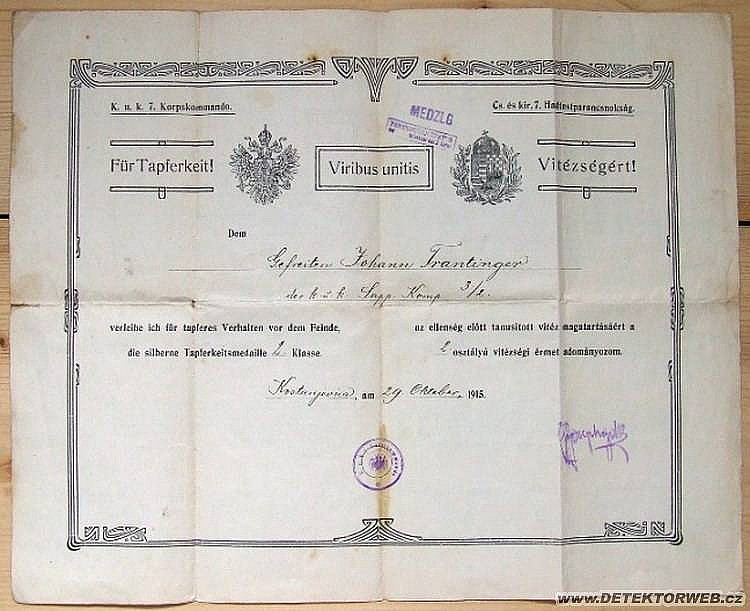 K. u. k. 7. Korpskommando.
Cs. és kir. 7. Hadtestparancsnokság.
MEDZLG
Für Tapferkeit!
Viribus unitis
Vitézségért!
Dem
Gefreiten Johann Trantinger
der k. u. k. Sapp. Komp. 3/2.
verleihe ich für tapferes Verhalten vor dem Feinde,
die silberne Tapferkeitsmedaille 2 Klasse.
az ellenség előtt tanusitott vitéz magatartásáért a
2 osztályú vitézségi érmet adományozom.
Kostanjevica, am 29. Oktober, 1915.
www.DETEKTORWEB.cz